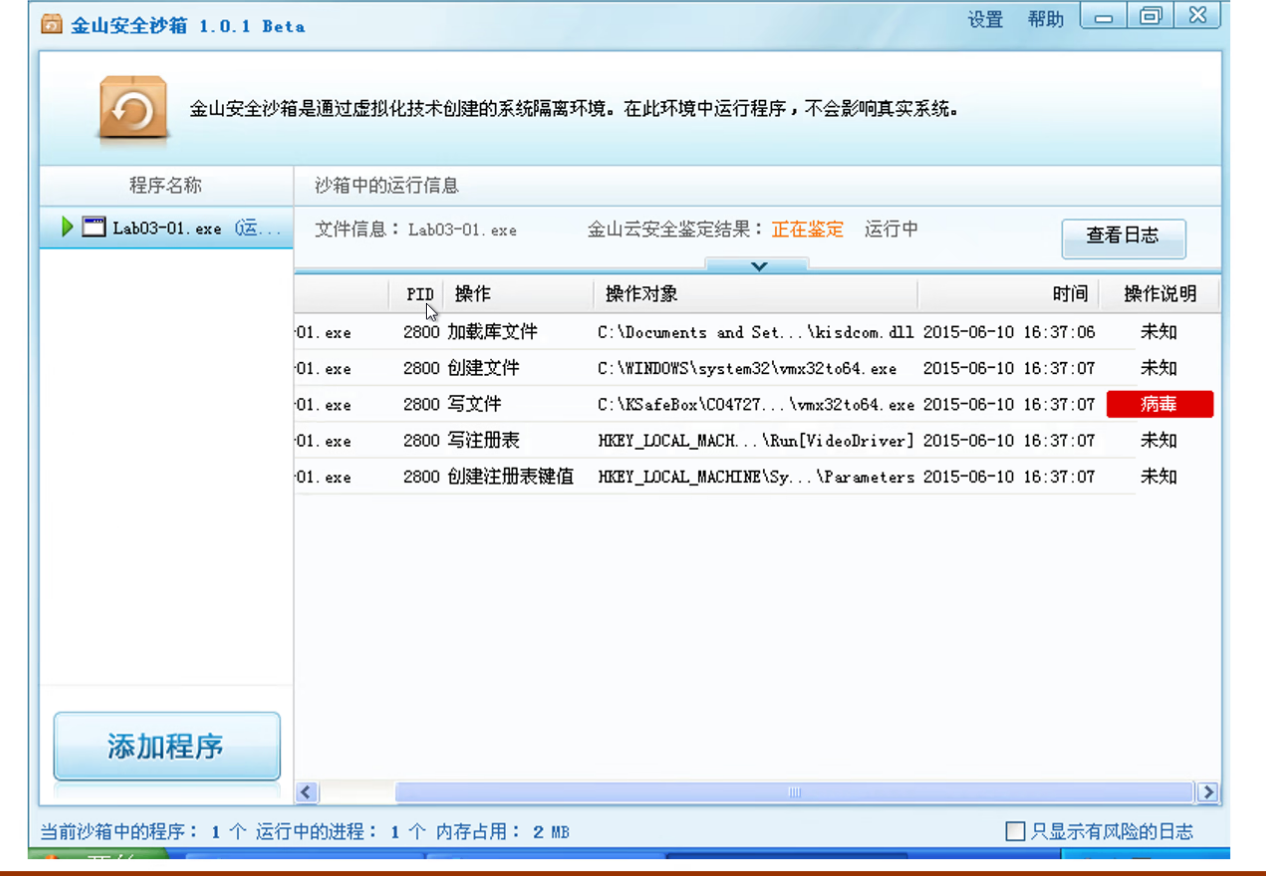 金山安全沙箱 1.0.1 Beta 设置 帮助
金山安全沙箱是通过虚拟化技术创建的系统隔离环境。在此环境中运行程序，不会影响真实系统。
程序名称 沙箱中的运行信息
Lab03-01.exe (运... 文件信息：Lab03-01.exe 金山云安全鉴定结果：正在鉴定 运行中 查看日志
PID 操作 操作对象 时间 操作说明
01.exe 2800 加载库文件 C:\Documents and Set...\kisdcom.dll 2015-06-10 16:37:06 未知
01.exe 2800 创建文件 C:\WINDOWS\system32\vmx32to64.exe 2015-06-10 16:37:07 未知
01.exe 2800 写文件 C:\KSafeBox\C04727...\vmx32to64.exe 2015-06-10 16:37:07 病毒
01.exe 2800 写注册表 HKEY_LOCAL_MACH...\Run[VideoDriver] 2015-06-10 16:37:07 未知
01.exe 2800 创建注册表键值 HKEY_LOCAL_MACHINE\Sy...\Parameters 2015-06-10 16:37:07 未知
添加程序
当前沙箱中的程序： 1 个 运行中的进程： 1 个 内存占用： 2 MB 只显示有风险的日志